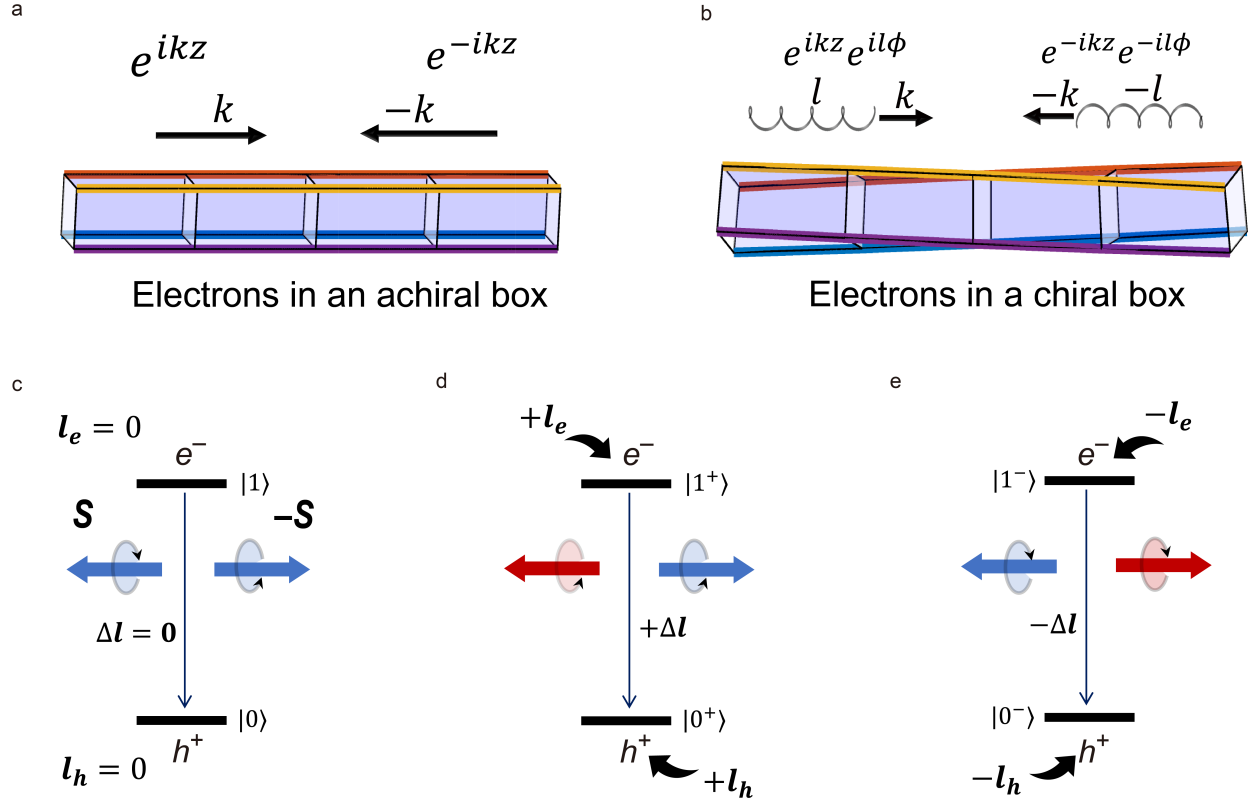 a
e^{ikz}
e^{-ikz}
k
−k
Electrons in an achiral box
b
e^{ikz}e^{ilϕ}
e^{-ikz}e^{-ilϕ}
l
k
−k
−l
Electrons in a chiral box
c
l_e = 0
e⁻
|1⟩
S
−S
Δl = 0
|0⟩
h⁺
l_h = 0
d
+l_e
e⁻
|1⁺⟩
+Δl
|0⁺⟩
h⁺
+l_h
e
−l_e
e⁻
|1⁻⟩
−Δl
|0⁻⟩
h⁺
−l_h